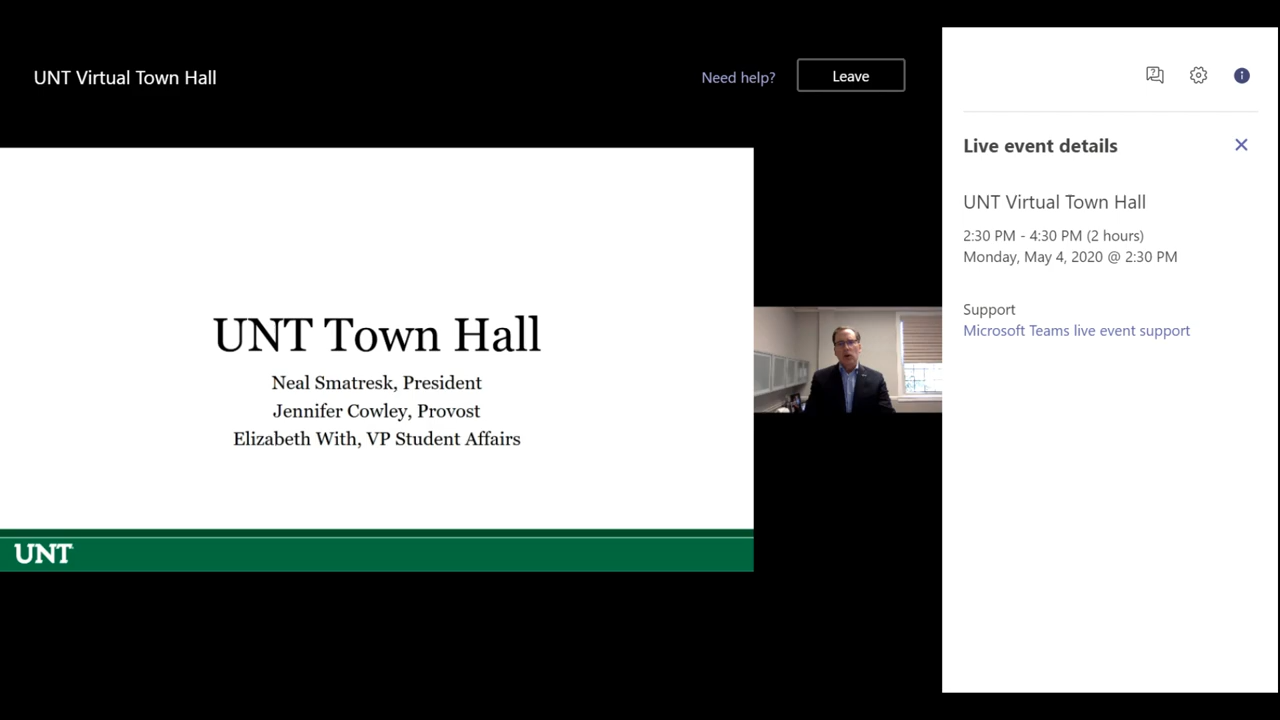 UNT Virtual Town Hall
Need help?
Leave
UNT Town Hall
Neal Smatresk, President
Jennifer Cowley, Provost
Elizabeth With, VP Student Affairs
UNT
Live event details
UNT Virtual Town Hall
2:30 PM - 4:30 PM (2 hours)
Monday, May 4, 2020 @ 2:30 PM
Support
Microsoft Teams live event support